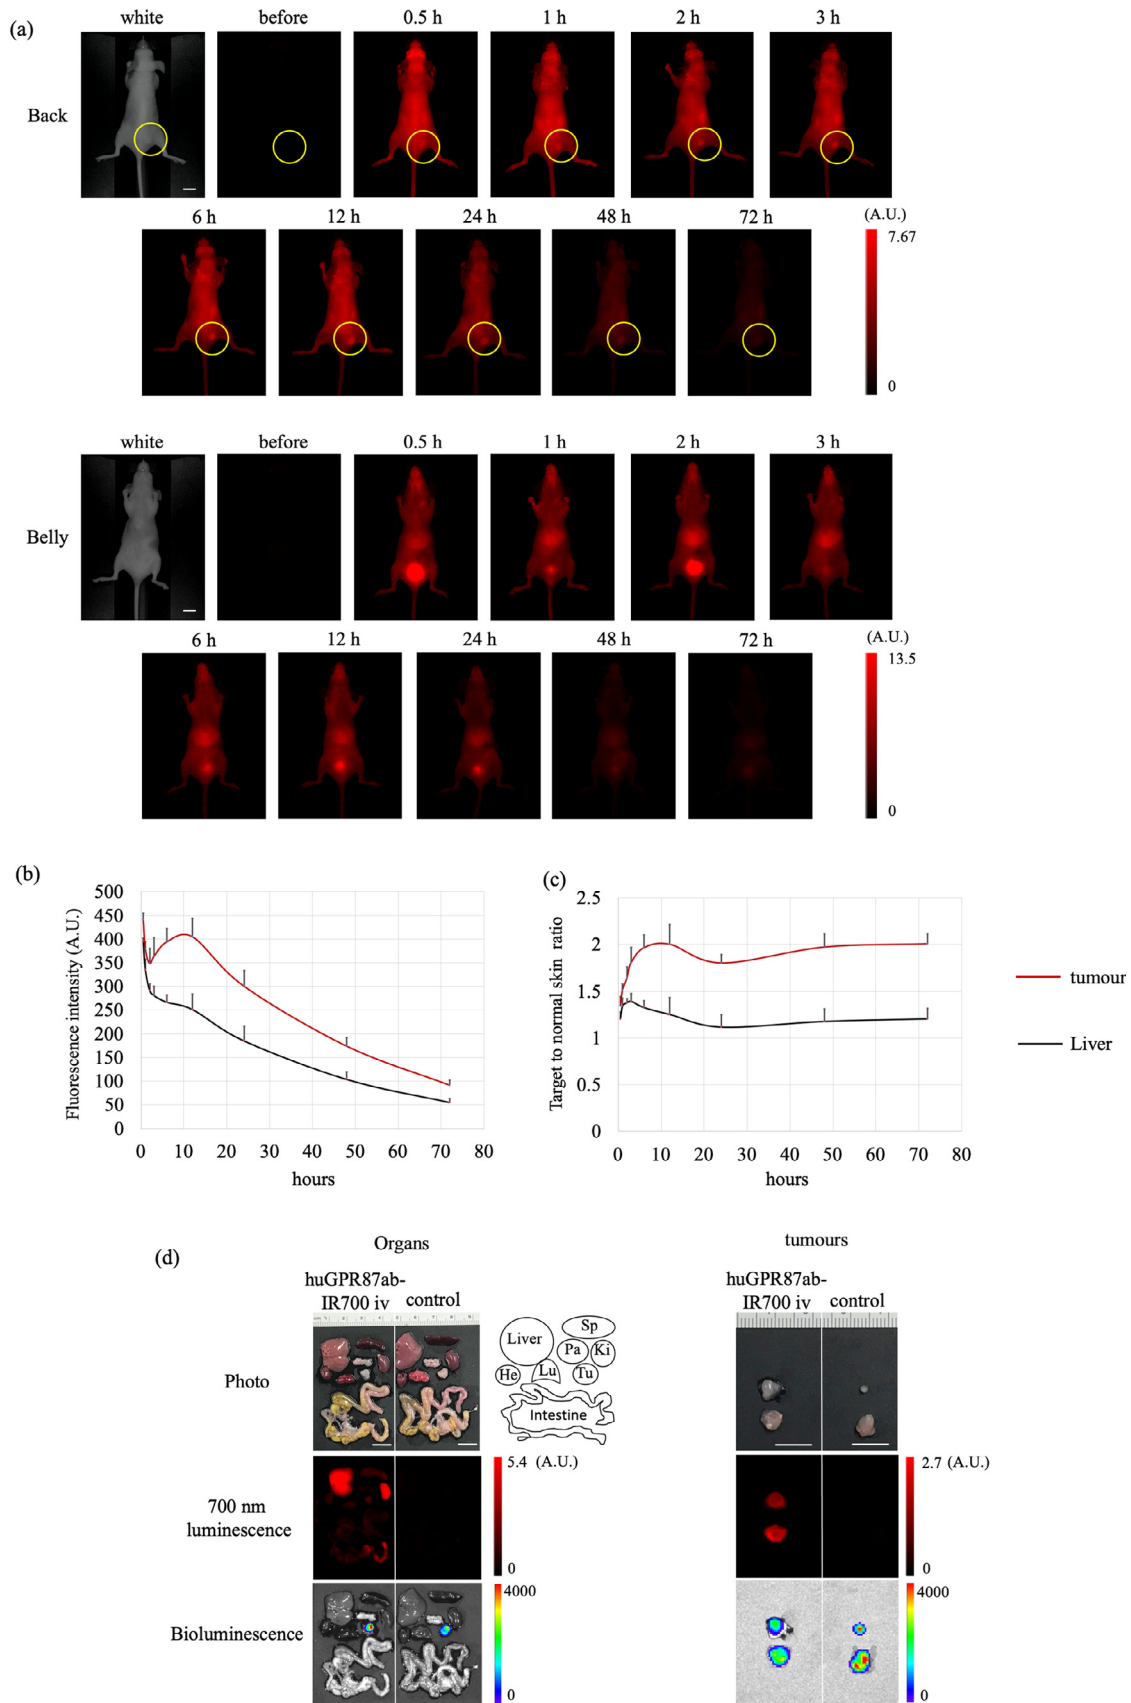 (a)
white before 0.5 h 1 h 2 h 3 h
Back
6 h 12 h 24 h 48 h 72 h (A.U.)
7.67
0
white before 0.5 h 1 h 2 h 3 h
Belly
6 h 12 h 24 h 48 h 72 h (A.U.)
13.5
0
(b)
Fluorescence intensity (A.U.)
500
450
400
350
300
250
200
150
100
50
0
0 10 20 30 40 50 60 70 80
hours
(c)
Target to normal skin ratio
2.5
2
1.5
1
0.5
0
0 10 20 30 40 50 60 70 80
hours
tumour
Liver
(d)
Organs tumours
huGPR87ab-
IR700 iv control
huGPR87ab-
IR700 iv control
Photo
Liver Sp
Pa Ki
He Lu Tu
Intestine
700 nm
luminescence
5.4 (A.U.)
0
2.7 (A.U.)
0
Bioluminescence
4000
0
4000
0